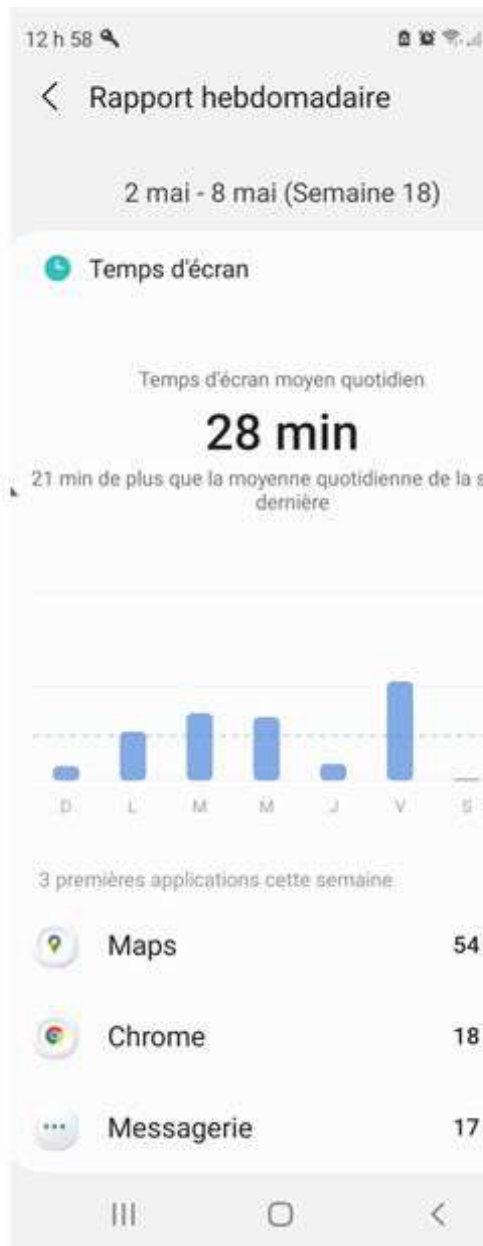 12 h 58
Rapport hebdomadaire
2 mai - 8 mai (Semaine 18)
Temps d'écran
Temps d'écran moyen quotidien
28 min
21 min de plus que la moyenne quotidienne de la s
dernière
D L M M J V S
3 premières applications cette semaine
Maps 54
Chrome 18
Messagerie 17